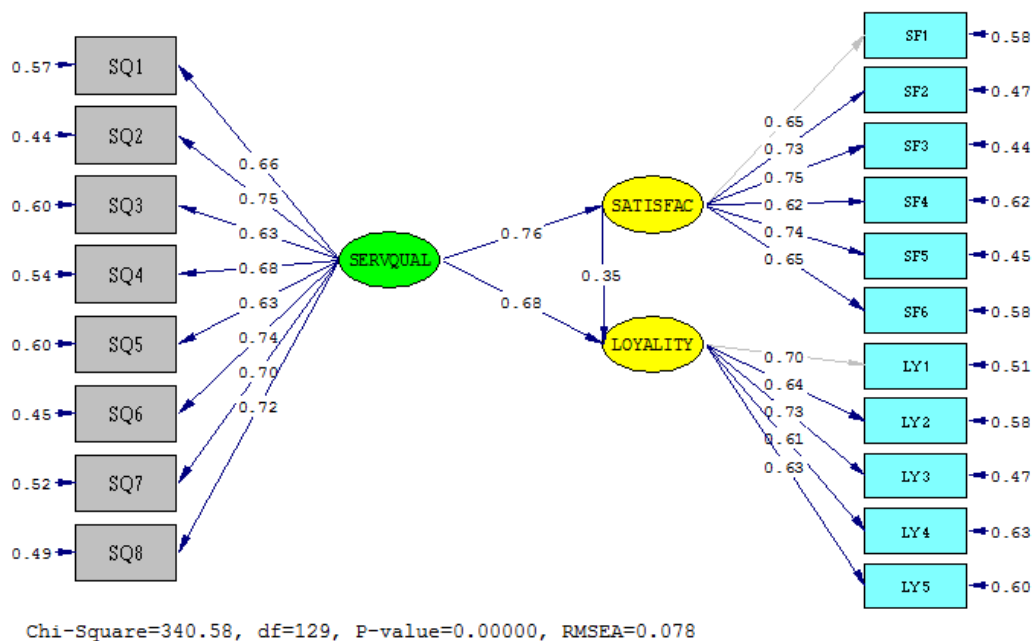 0.57 SQ1
0.44 SQ2
0.60 SQ3
0.54 SQ4
0.60 SQ5
0.45 SQ6
0.52 SQ7
0.49 SQ8
0.66
0.75
0.63
0.68
0.63
0.74
0.70
0.72
SERVQUAL
0.76
0.68
SATISFAC
0.35
LOYALITY
0.65
0.73
0.75
0.62
0.74
0.65
0.70
0.64
0.73
0.61
0.63
SF1 0.58
SF2 0.47
SF3 0.44
SF4 0.62
SF5 0.45
SF6 0.58
LY1 0.51
LY2 0.58
LY3 0.47
LY4 0.63
LY5 0.60
Chi-Square=340.58, df=129, P-value=0.00000, RMSEA=0.078